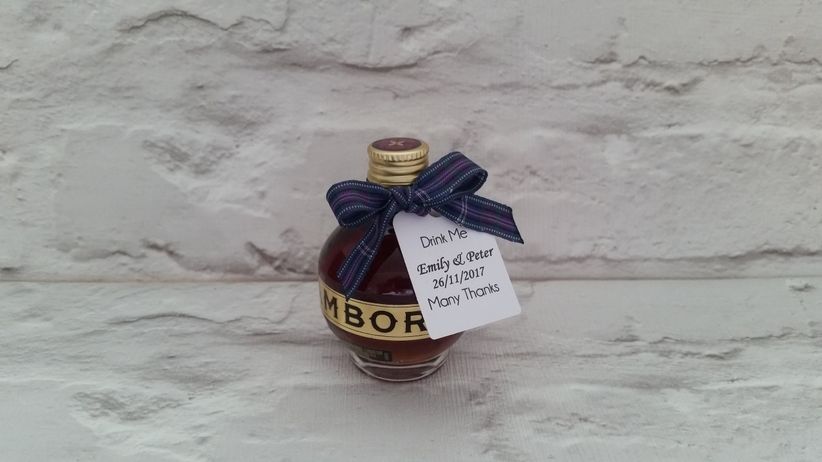 Drink Me
Emily & Peter
26/11/2017
Many Thanks
MBOR